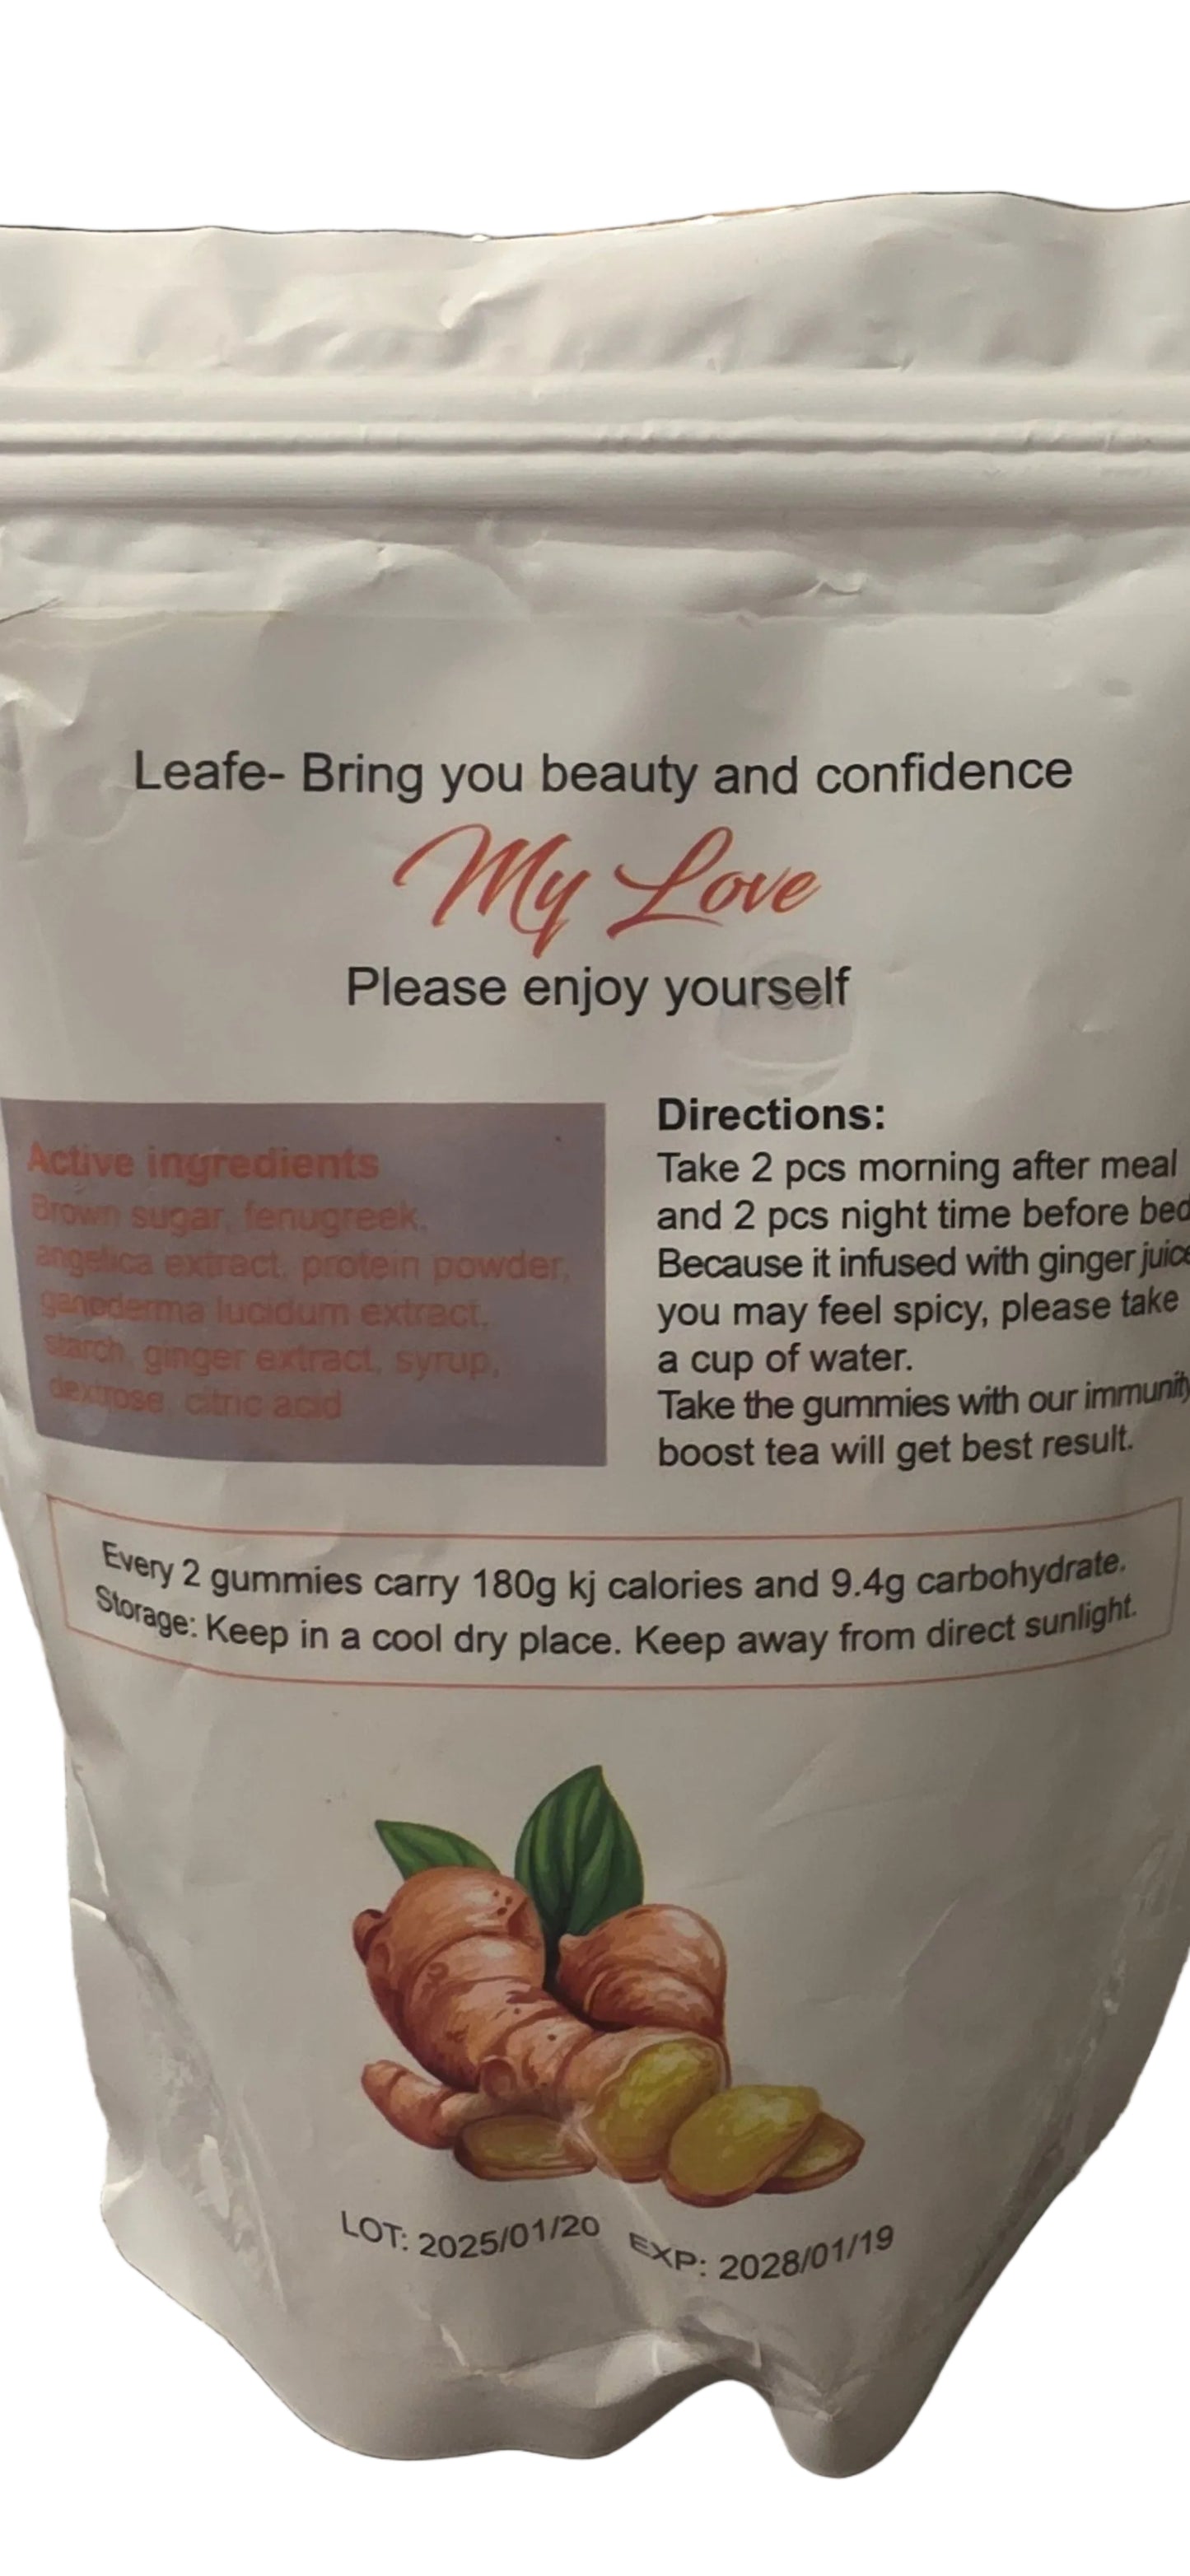 Leafe- Bring you beauty and confidence
My Love
Please enjoy yourself
Active ingredients
Brown sugar, fenugreek,
angelica extract, protein powder,
ganoderma lucidum extract,
starch, ginger extract, syrup,
dextrose, citric acid
Directions:
Take 2 pcs morning after meal
and 2 pcs night time before bed
Because it infused with ginger juice
you may feel spicy, please take
a cup of water.
Take the gummies with our immunity
boost tea will get best result.
Every 2 gummies carry 180g kj calories and 9.4g carbohydrate.
Storage: Keep in a cool dry place. Keep away from direct sunlight.
LOT: 2025/01/20 EXP: 2028/01/19